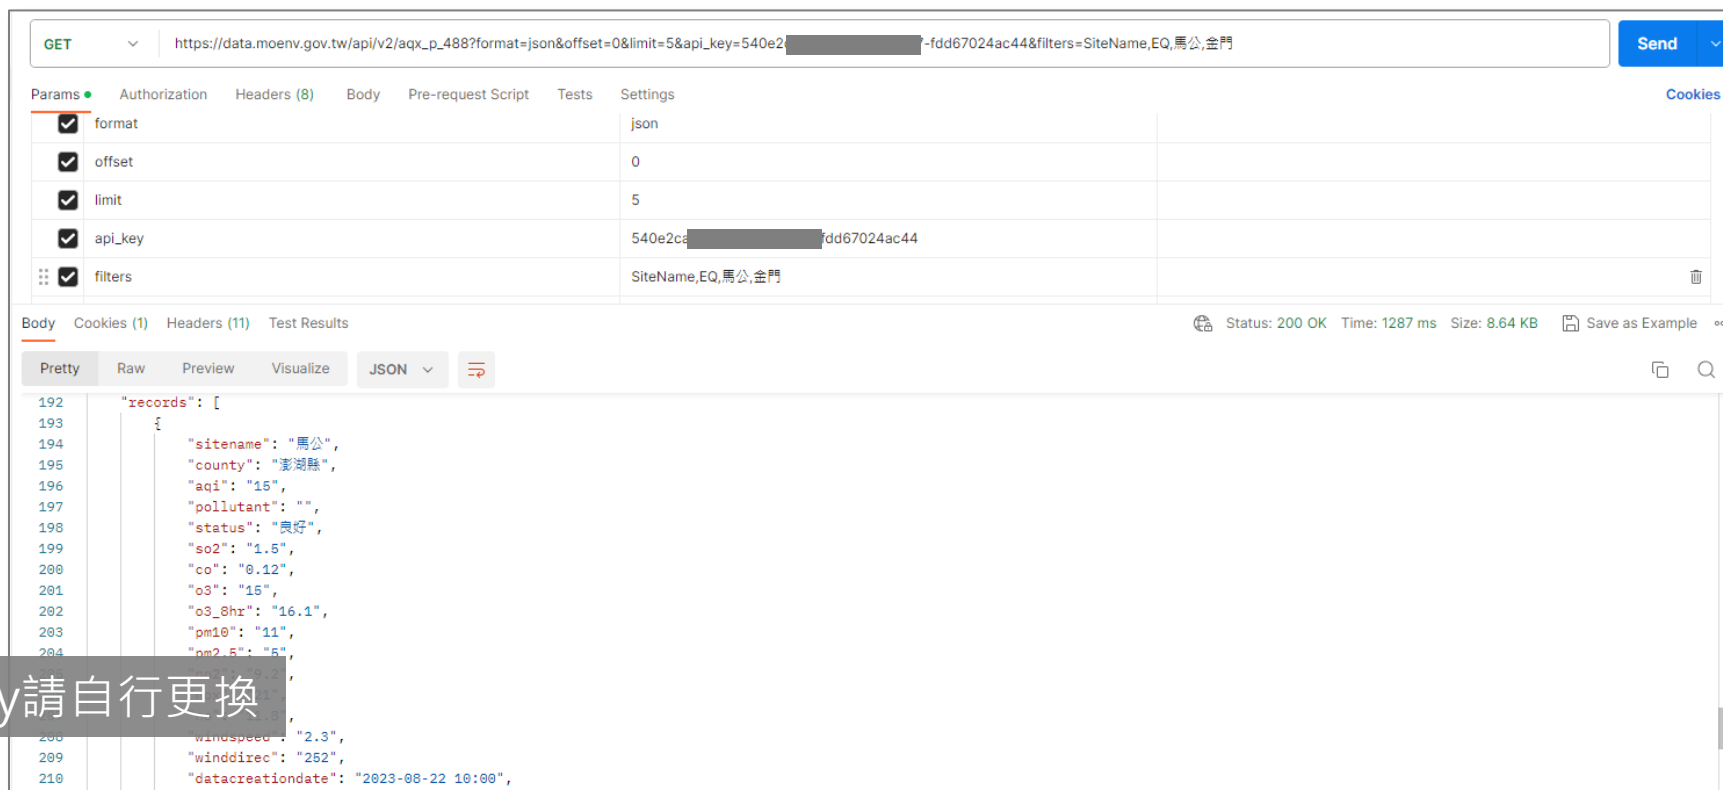 GET https://data.moenv.gov.tw/api/v2/aqx_p_488?format=json&offset=0&limit=5&api_key=540e2 -fdd67024ac44&filters=SiteName,EQ,馬公,金門 Send
Params Authorization Headers (8) Body Pre-request Script Tests Settings Cookies
format json
offset 0
limit 5
api_key 540e2ca fdd67024ac44
filters SiteName,EQ,馬公,金門
Body Cookies (1) Headers (11) Test Results Status: 200 OK Time: 1287 ms Size: 8.64 KB Save as Example
Pretty Raw Preview Visualize JSON
192 "records": [
193 {
194 "sitename": "馬公",
195 "county": "澎湖縣",
196 "aqi": "15",
197 "pollutant": "",
198 "status": "良好",
199 "so2": "1.5",
200 "co": "0.12",
201 "o3": "15",
202 "o3_8hr": "16.1",
203 "pm10": "11",
204 "pm2.5": "5",
y請自行更換
208 "windspeed": "2.3",
209 "winddirec": "252",
210 "datacreationdate": "2023-08-22 10:00",